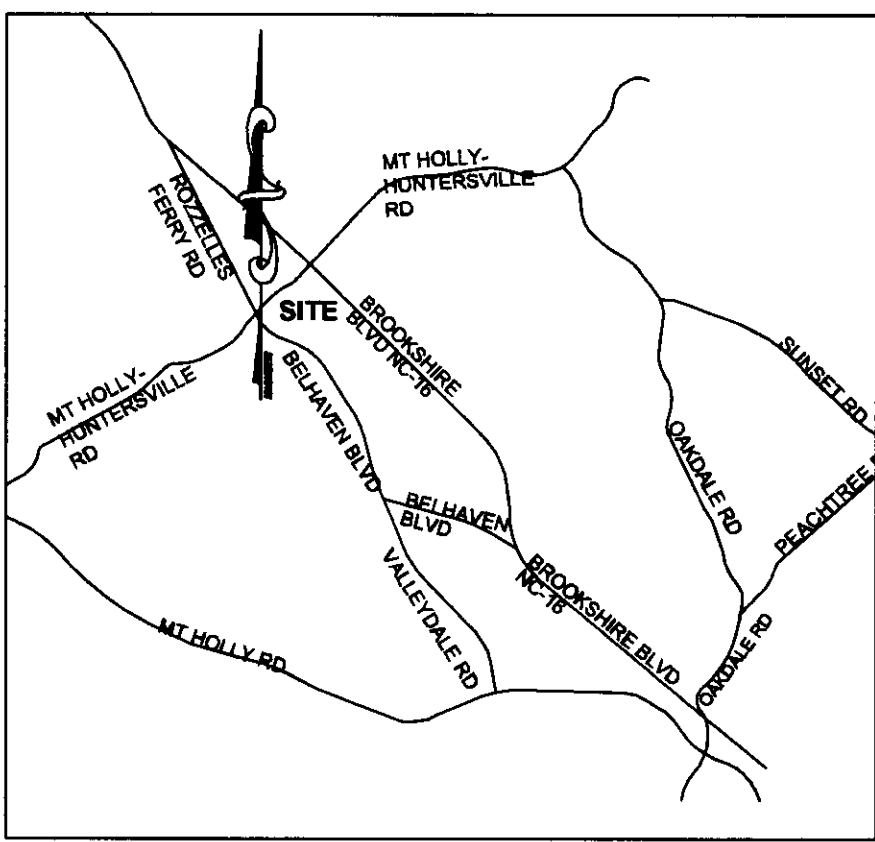 MT HOLLY-
HUNTERSVILLE
RD
ROZZELLES
FERRY RD
SITE
BROOKSHIRE
BLVD NC-16
SUNSET RD
MT HOLLY-
HUNTERSVILLE
RD
BELHAVEN BLVD
OAKDALE RD
PEACHTREE
BELHAVEN
BLVD
VALLEYDALE RD
BROOKSHIRE BLVD
NC-16
MT HOLLY RD
OAKDALE RD